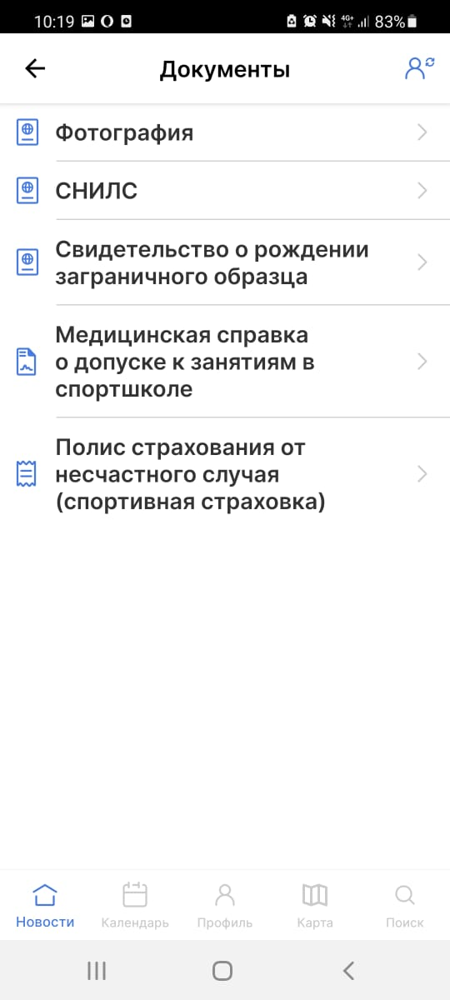 10:19 4G+ 83%
Документы
Фотография
СНИЛС
Свидетельство о рождении
заграничного образца
Медицинская справка
о допуске к занятиям в
спортшколе
Полис страхования от
несчастного случая
(спортивная страховка)
Новости Календарь Профиль Карта Поиск